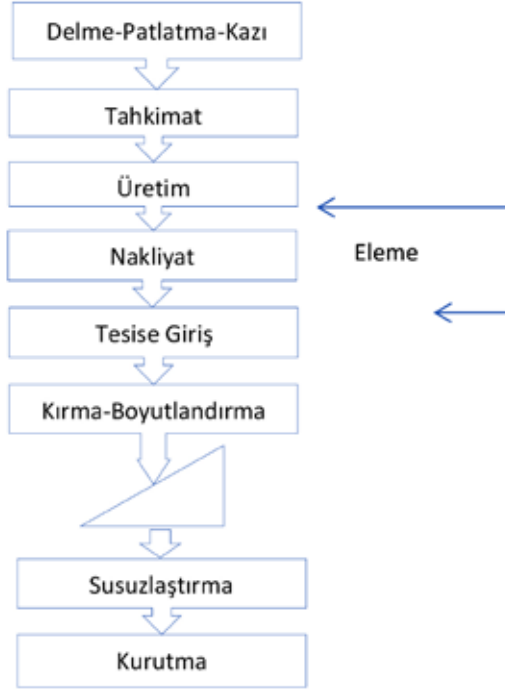 Delme-Patlatma-Kazı
Tahkimat
Üretim
Nakliyat
Eleme
Tesise Giriş
Kırma-Boyutlandırma
Susuzlaştırma
Kurutma